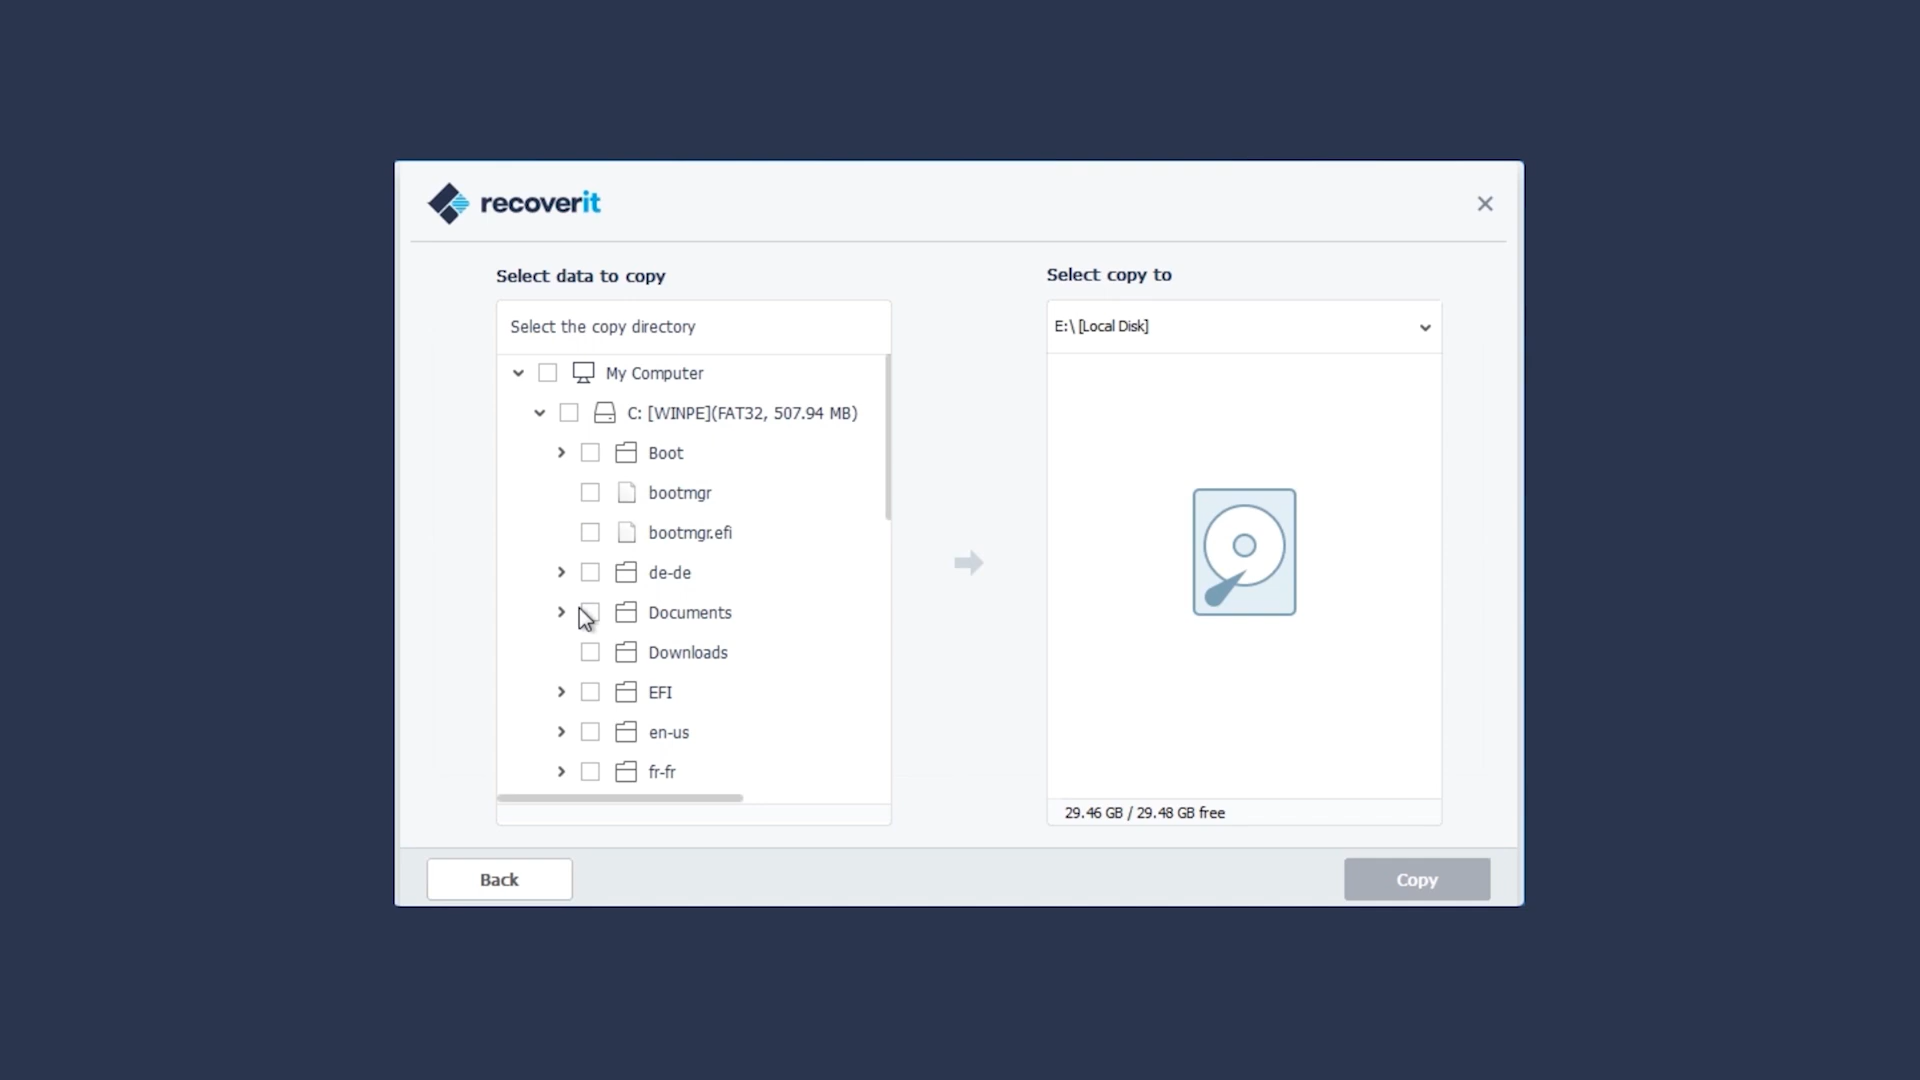 recoverit
Select data to copy
Select copy to
Select the copy directory
E:\ [Local Disk]
My Computer
C: [WINPE](FAT32, 507.94 MB)
Boot
bootmgr
bootmgr.efi
de-de
Documents
Downloads
EFI
en-us
fr-fr
29.46 GB / 29.48 GB free
Back
Copy